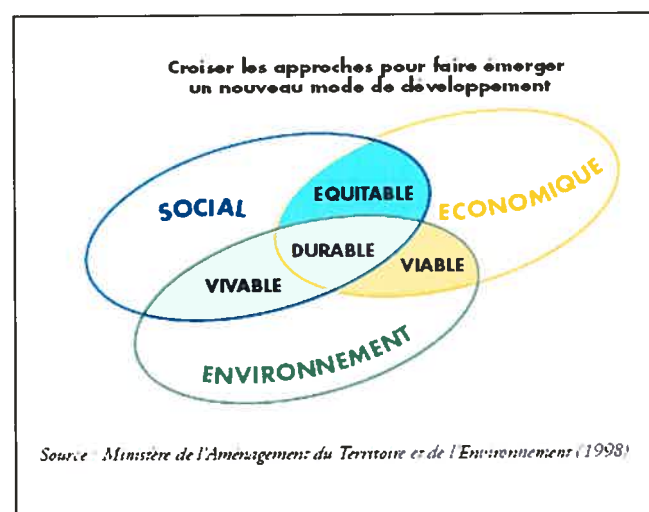 Croiser les approches pour faire émerger
un nouveau mode de développement
SOCIAL
EQUITABLE
ECONOMIQUE
DURABLE
VIABLE
VIVABLE
ENVIRONNEMENT
Source : Ministère de l'Aménagement du Territoire et de l'Environnement (1998)